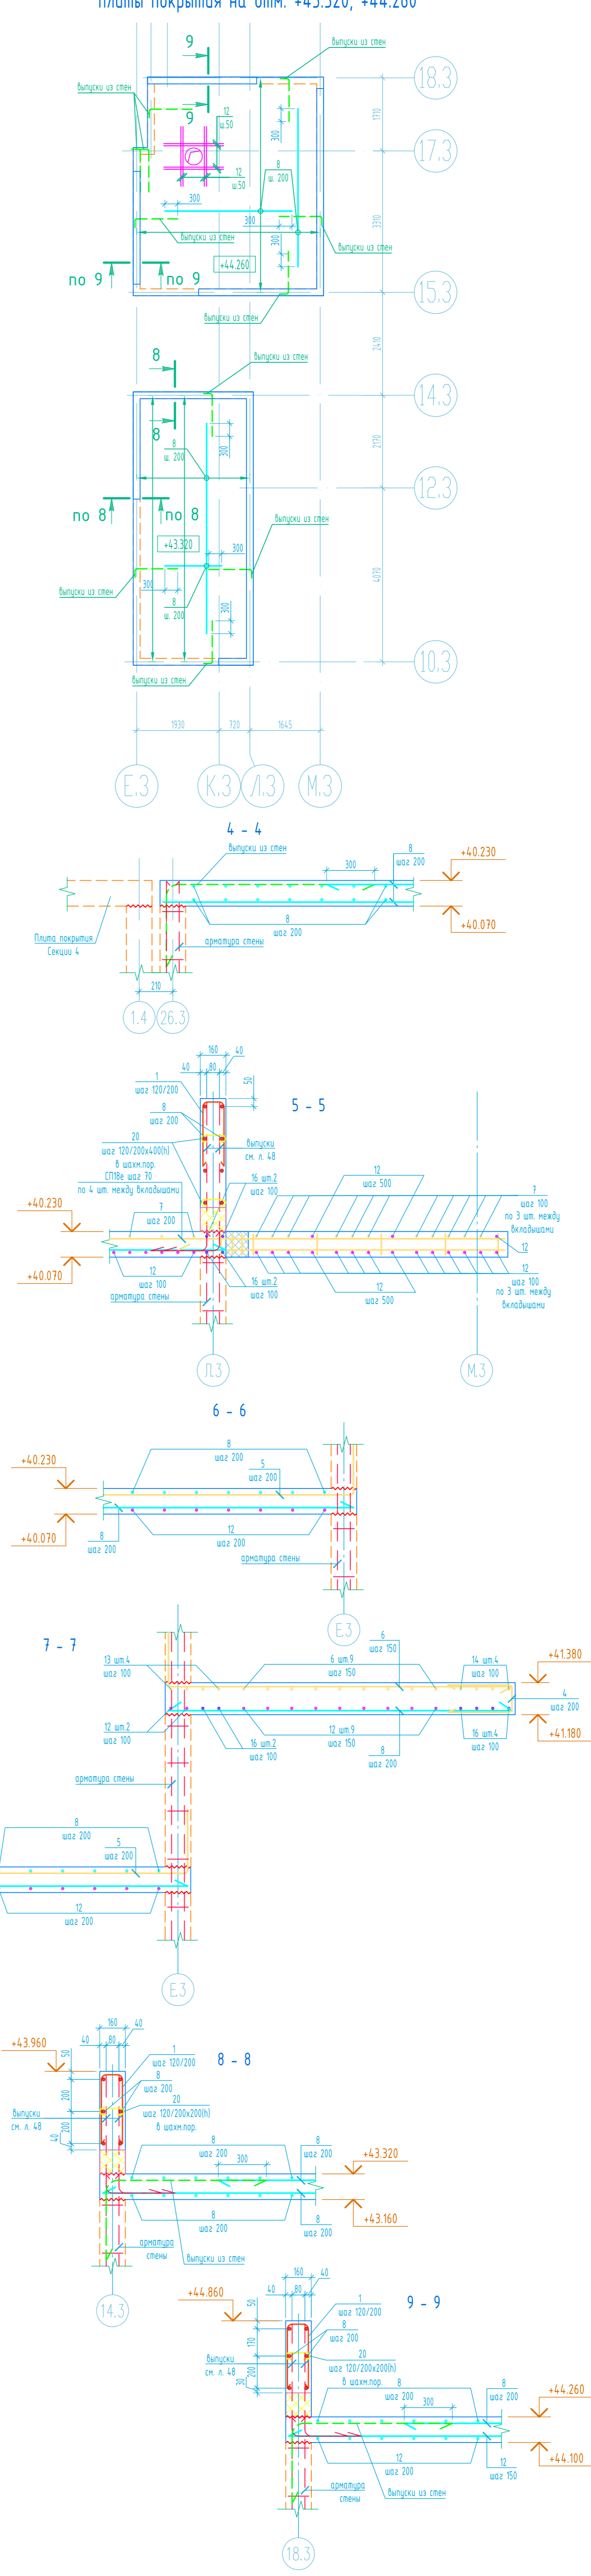 Плиты покрытия на отм. +43.320, +44.260
9
выпуски из стен
18.3
выпуски из стен
1710
9
12
ш.50
300
17.3
8
ш. 200
12
ш.50
300
300
3310
выпуски из стен
300
выпуски из стен
+44.260
по 9
по 9
15.3
выпуски из стен
2410
8
выпуски из стен
14.3
8
8
ш. 200
300
2170
12.3
по 8
по 8
выпуски из стен
+43.320
300
300
4070
выпуски из стен
8
ш. 200
300
10.3
выпуски из стен
1930
720
1645
Е.3
К.3
Л.3
М.3
4 - 4
выпуски из стен
8
шаг 200
+40.230
300
8
шаг 200
+40.070
Плита покрытия
Секции 4
арматура стены
210
1.4
26.3
160
40
40
80
50
1
шаг 120/200
5 - 5
8
шаг 200
20
шаг 120/200х400(h)
в шахм.пор.
выпуски
см. л. 48
СП18е шаг 70
по 4 шт. между вкладышами
16 шт.2
шаг 100
12
шаг 500
7
шаг 100
по 3 шт. между
вкладышами
+40.230
7
шаг 200
12
+40.070
12
шаг 100
16 шт.2
шаг 100
12
шаг 500
12
шаг 100
по 3 шт. между
вкладышами
арматура стены
Л.3
М.3
6 - 6
+40.230
8
шаг 200
5
шаг 200
+40.070
8
шаг 200
12
шаг 200
арматура стены
Е.3
7 - 7
13 шт.4
шаг 100
6 шт.9
шаг 150
6
шаг 150
14 шт.4
шаг 100
+41.380
4
шаг 200
12 шт.2
шаг 100
16 шт.2
шаг 100
12 шт.9
шаг 150
8
шаг 200
16 шт.4
шаг 100
+41.180
арматура стены
8
шаг 200
5
шаг 200
12
шаг 200
Е.3
160
40
80
40
+43.960
50
1
шаг 120/200
8 - 8
8
шаг 200
200
20
шаг 120/200х200(h)
в шахм.пор.
выпуски
см. л. 48
200
40
8
шаг 200
300
8
шаг 200
+43.320
8
шаг 200
8
шаг 200
+43.160
арматура
стены
выпуски из стен
14.3
160
40
80
40
+44.860
50
1
шаг 120/200
9 - 9
8
шаг 200
170
20
шаг 120/200х200(h)
в шахм.пор.
выпуски
см. л. 48
200
30
8
шаг 200
300
8
шаг 200
+44.260
12
шаг 200
12
шаг 150
+44.100
арматура
стены
выпуски из стен
18.3